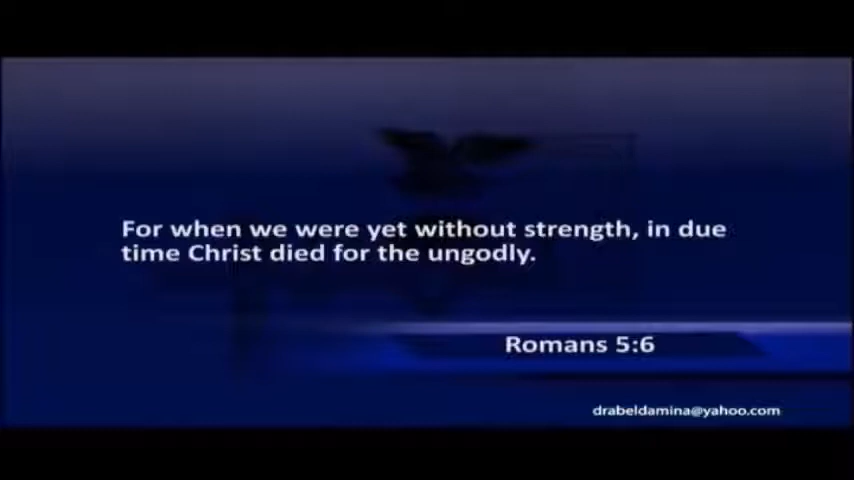 For when we were yet without strength, in due
time Christ died for the ungodly.
Romans 5:6
drabeldamina@yahoo.com